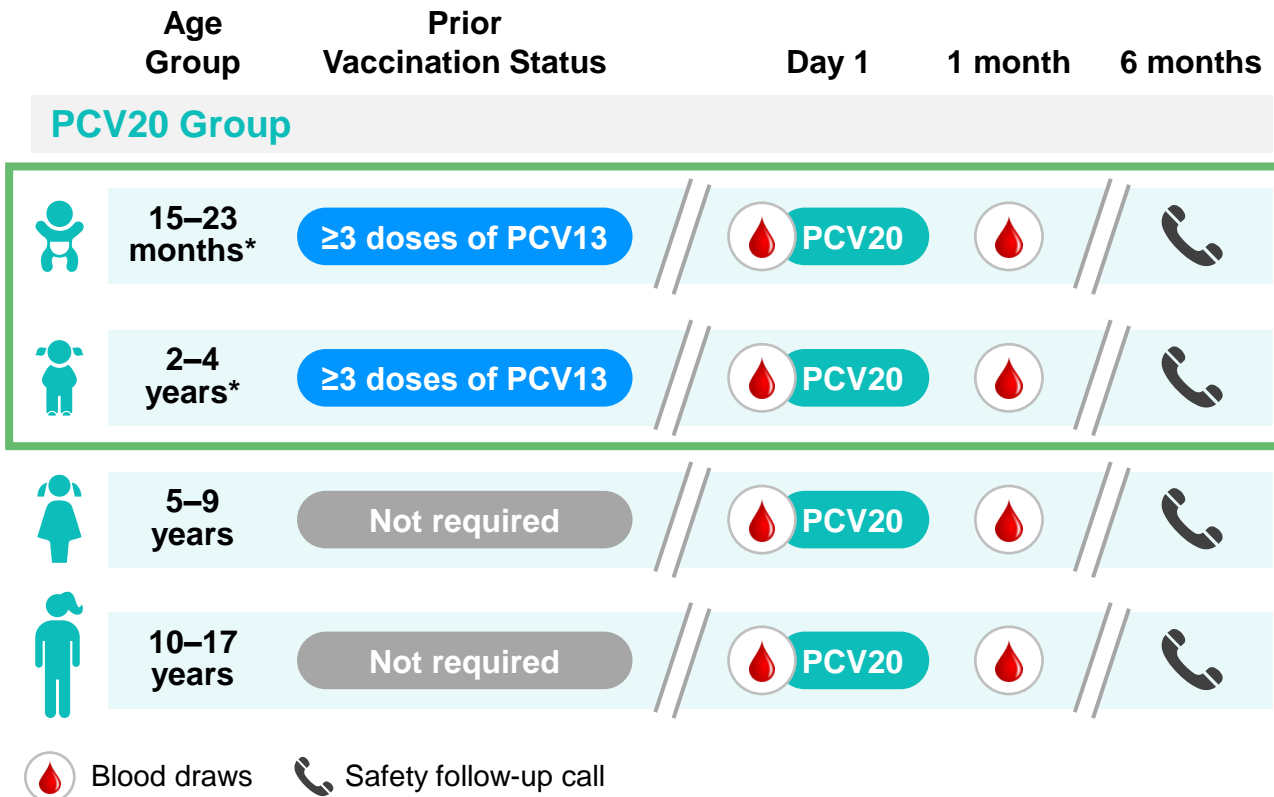 Age Group
Prior Vaccination Status
Day 1
1 month
6 months
PCV20 Group
15–23 months*
≥3 doses of PCV13
PCV20
2–4 years*
≥3 doses of PCV13
PCV20
5–9 years
Not required
PCV20
10–17 years
Not required
PCV20
Blood draws
Safety follow-up call